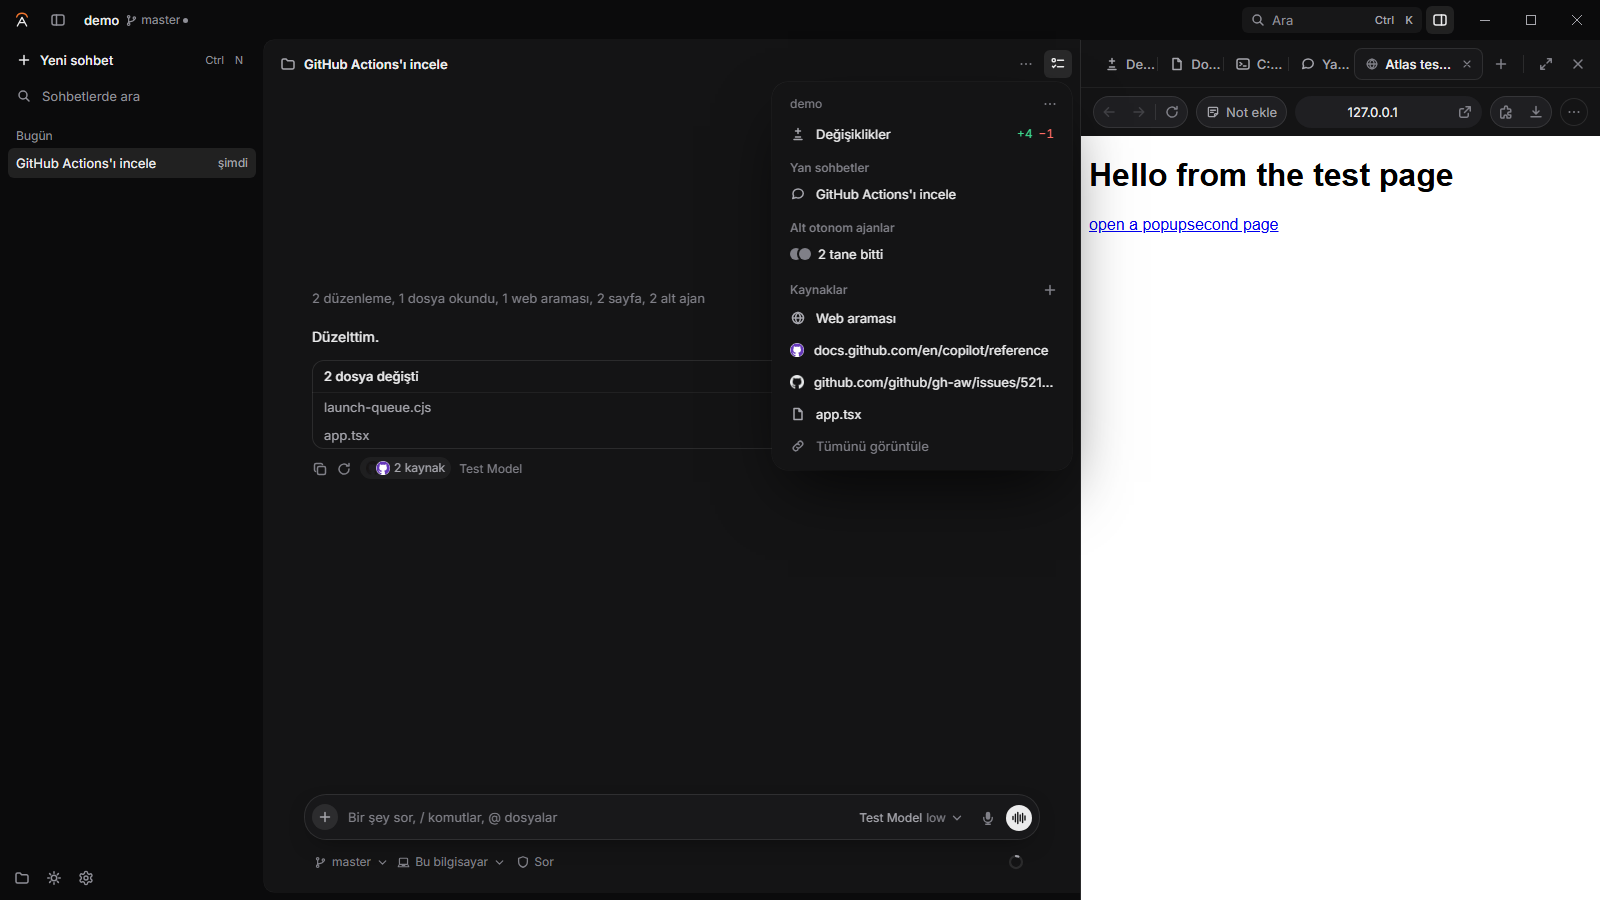 demo master
Ara Ctrl K
Yeni sohbet Ctrl N
Sohbetlerde ara
Bugün
GitHub Actions'ı incele şimdi
GitHub Actions'ı incele
2 düzenleme, 1 dosya okundu, 1 web araması, 2 sayfa, 2 alt ajan
Düzelttim.
2 dosya değişti
launch-queue.cjs
app.tsx
2 kaynak Test Model
demo
Değişiklikler +4 −1
Yan sohbetler
GitHub Actions'ı incele
Alt otonom ajanlar
2 tane bitti
Kaynaklar
Web araması
docs.github.com/en/copilot/reference
github.com/github/gh-aw/issues/521...
app.tsx
Tümünü görüntüle
Bir şey sor, / komutlar, @ dosyalar Test Model low
master Bu bilgisayar Sor
De... Do... C:... Ya... Atlas tes...
Not ekle 127.0.0.1
Hello from the test page
open a popupsecond page